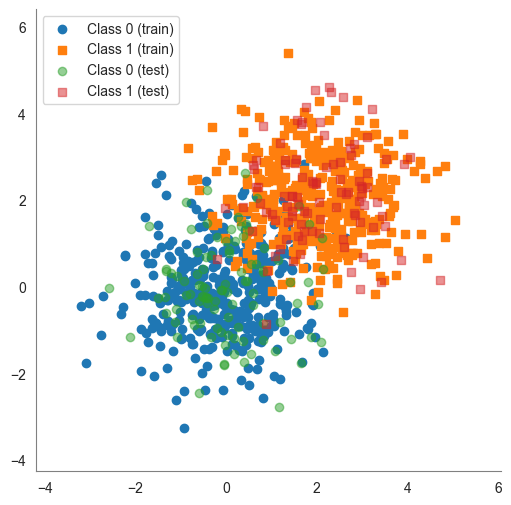 Class 0 (train)
Class 1 (train)
Class 0 (test)
Class 1 (test)
6
4
2
0
−2
−4
−4 −2 0 2 4 6